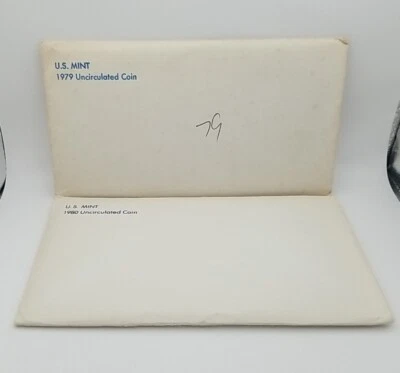 U.S. MINT
1979 Uncirculated Coin
79
U.S. MINT
1980 Uncirculated Coin